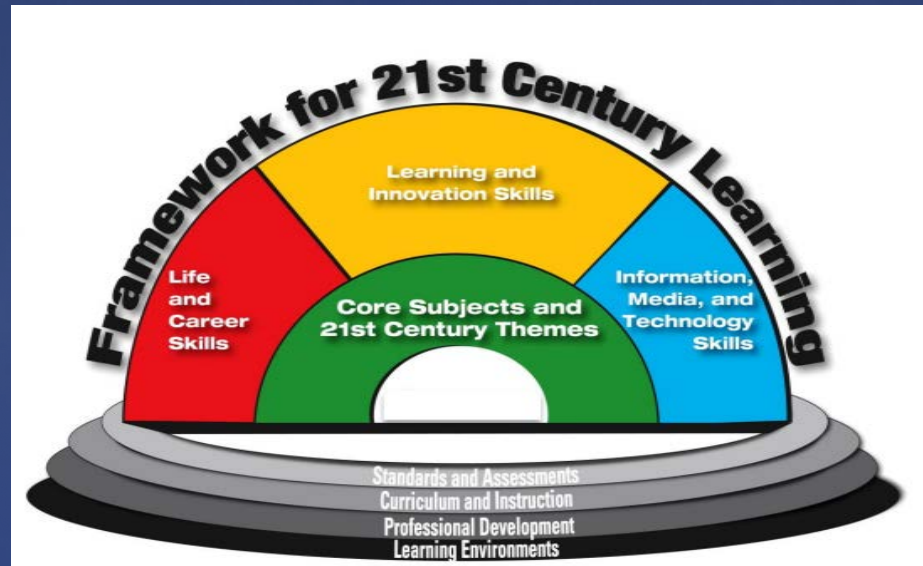 Framework for 21st Century Learning
Learning and
Innovation Skills
Life
and
Career
Skills
Core Subjects and
21st Century Themes
Information,
Media, and
Technology
Skills
Standards and Assessments
Curriculum and Instruction
Professional Development
Learning Environments